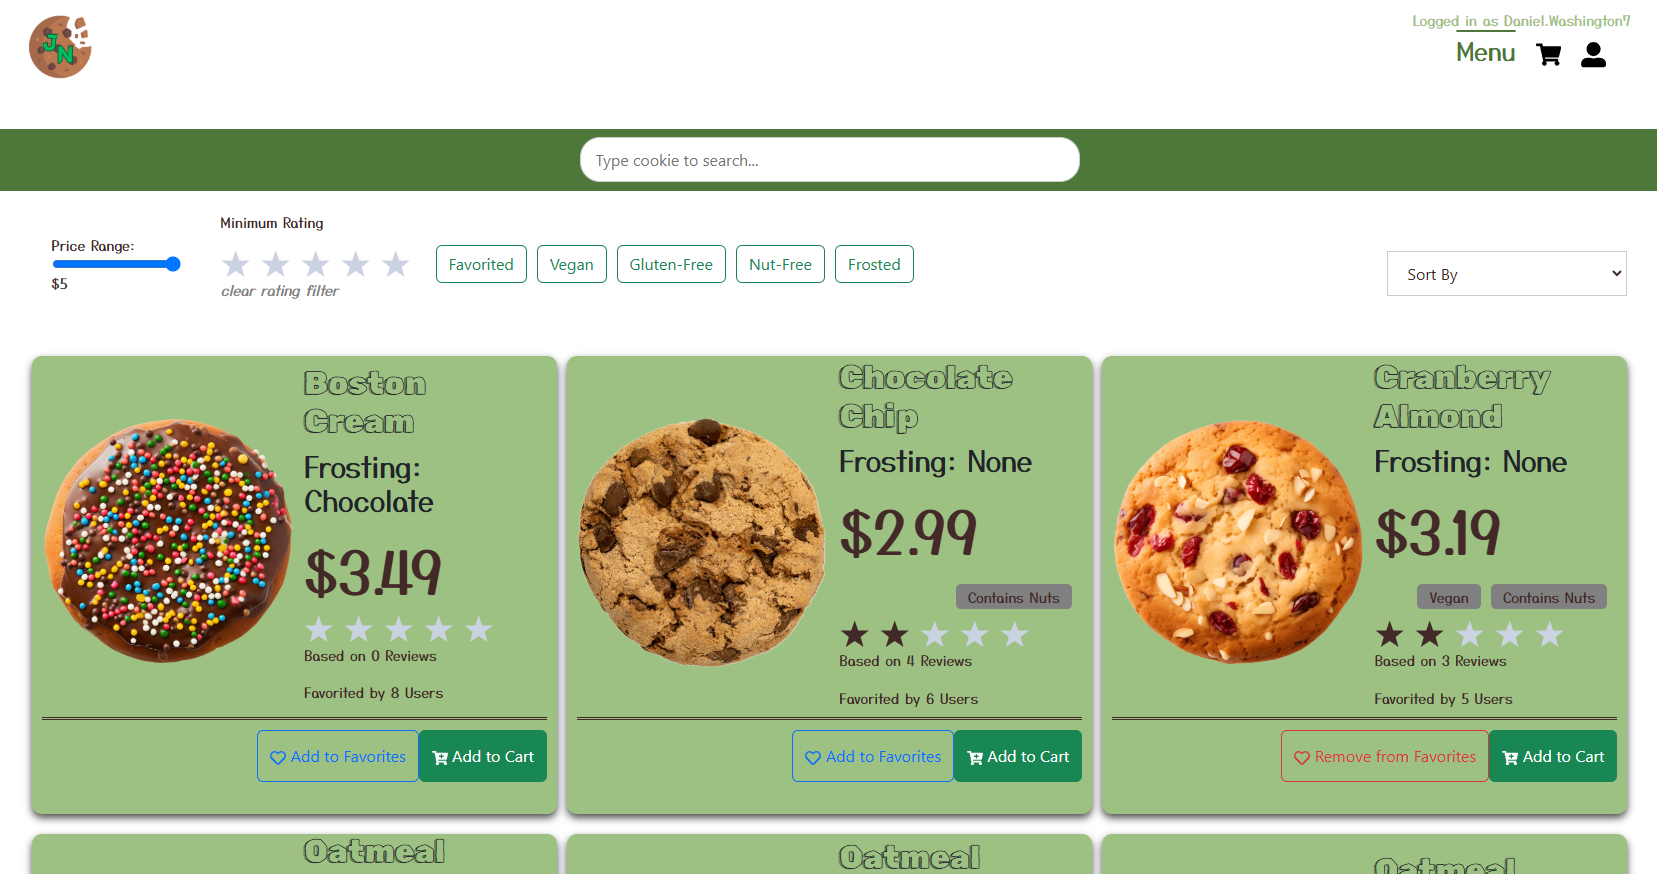 JN
Logged in as Daniel.Washington7
Menu
Type cookie to search...
Minimum Rating
Price Range:
$5
clear rating filter
Favorited
Vegan
Gluten-Free
Nut-Free
Frosted
Sort By
Boston
Cream
Frosting:
Chocolate
$3.49
Based on 0 Reviews
Favorited by 8 Users
Add to Favorites
Add to Cart
Chocolate
Chip
Frosting: None
$2.99
Contains Nuts
Based on 4 Reviews
Favorited by 6 Users
Add to Favorites
Add to Cart
Cranberry
Almond
Frosting: None
$3.19
Vegan
Contains Nuts
Based on 3 Reviews
Favorited by 5 Users
Remove from Favorites
Add to Cart
Oatmeal
Oatmeal
Oatmeal